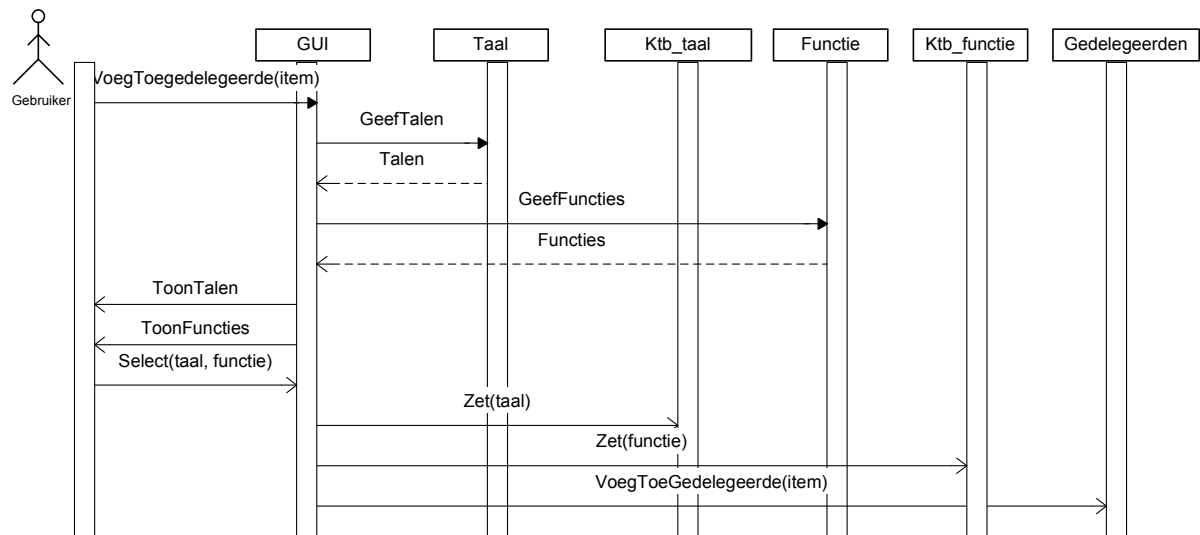 GUI
Taal
Ktb_taal
Functie
Ktb_functie
Gedelegeerden
Gebruiker
VoegToegedelegeerde(item)
GeefTalen
Talen
GeefFuncties
Functies
ToonTalen
ToonFuncties
Select(taal, functie)
Zet(taal)
Zet(functie)
VoegToeGedelegeerde(item)